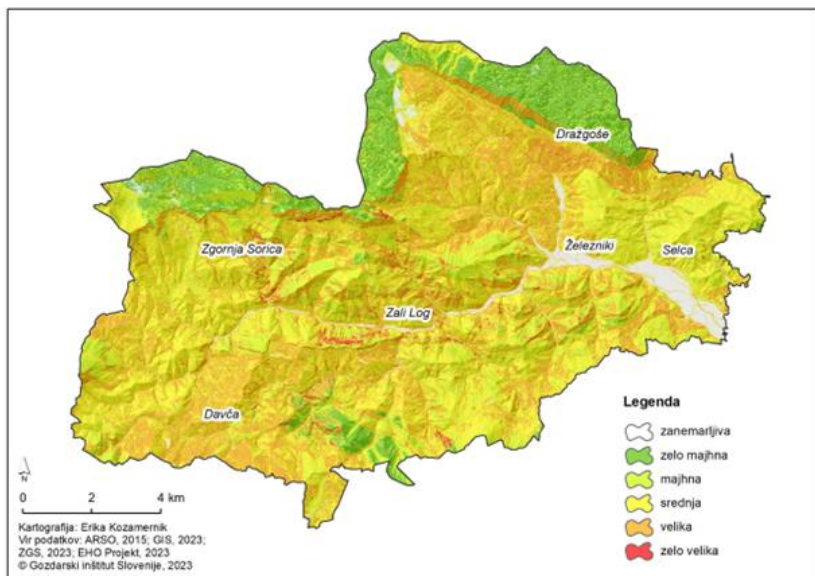 Dražgoše
Zgornja Sorica
Železniki
Selca
Zali Log
Davča
Legenda
zanemarljiva
zelo majhna
majhna
srednja
velika
zelo velika
N
0 2 4 km
Kartografija: Erika Kozamernik
Vir podatkov: ARSO, 2015; GIS, 2023;
ZGS, 2023; EHO Projekt, 2023
© Gozdarski inštitut Slovenije, 2023